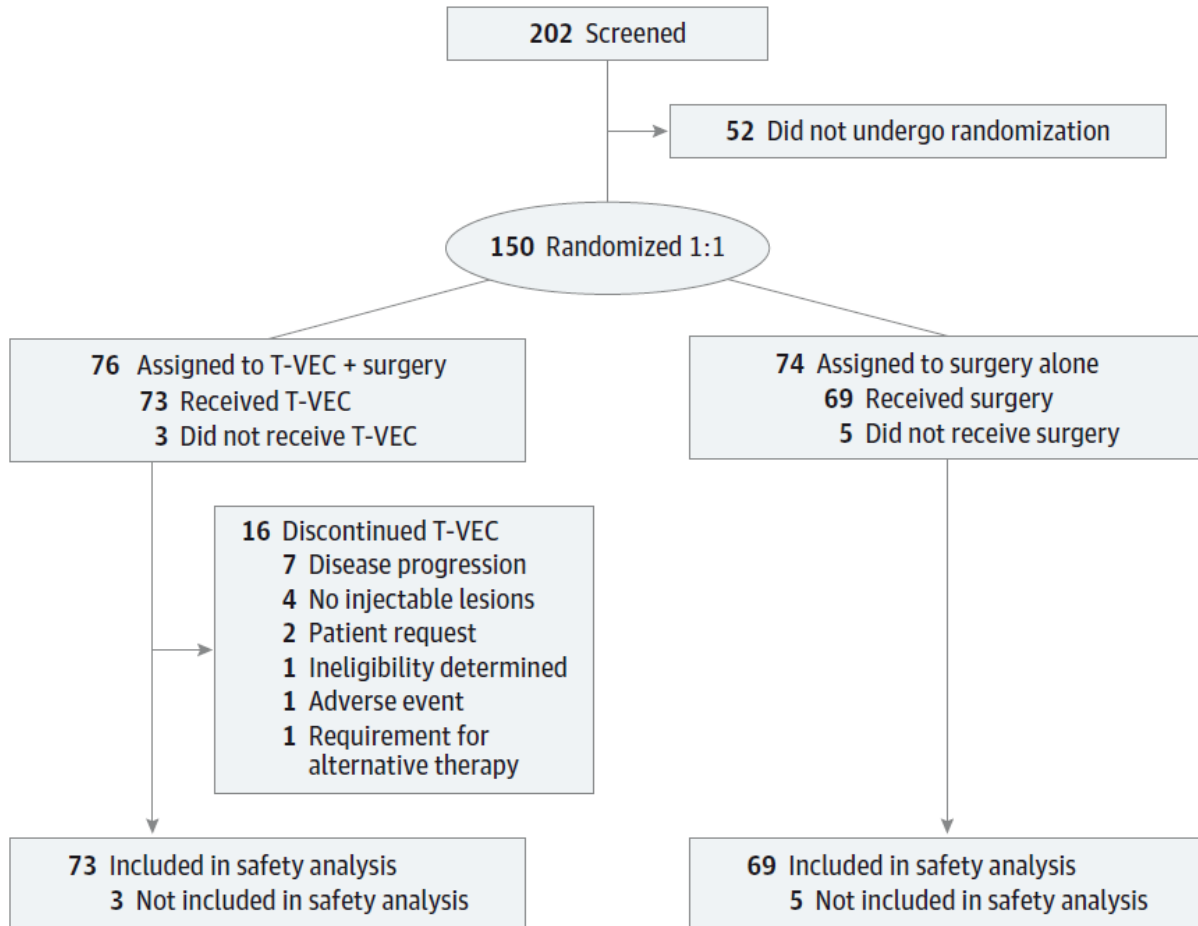 202 Screened
52 Did not undergo randomization
150 Randomized 1:1
76 Assigned to T-VEC + surgery
73 Received T-VEC
3 Did not receive T-VEC
74 Assigned to surgery alone
69 Received surgery
5 Did not receive surgery
16 Discontinued T-VEC
7 Disease progression
4 No injectable lesions
2 Patient request
1 Ineligibility determined
1 Adverse event
1 Requirement for
alternative therapy
73 Included in safety analysis
3 Not included in safety analysis
69 Included in safety analysis
5 Not included in safety analysis